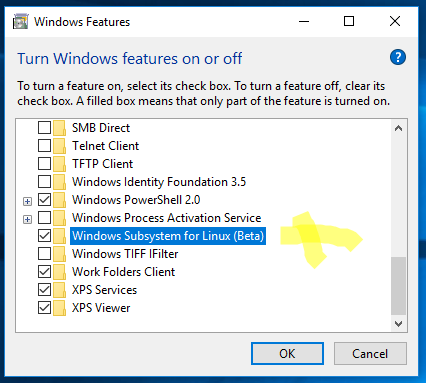 Windows Features
Turn Windows features on or off
?
To turn a feature on, select its check box. To turn a feature off, clear its
check box. A filled box means that only part of the feature is turned on.
SMB Direct
Telnet Client
TFTP Client
Windows Identity Foundation 3.5
Windows PowerShell 2.0
Windows Process Activation Service
Windows Subsystem for Linux (Beta)
Windows TIFF IFilter
Work Folders Client
XPS Services
XPS Viewer
OK
Cancel